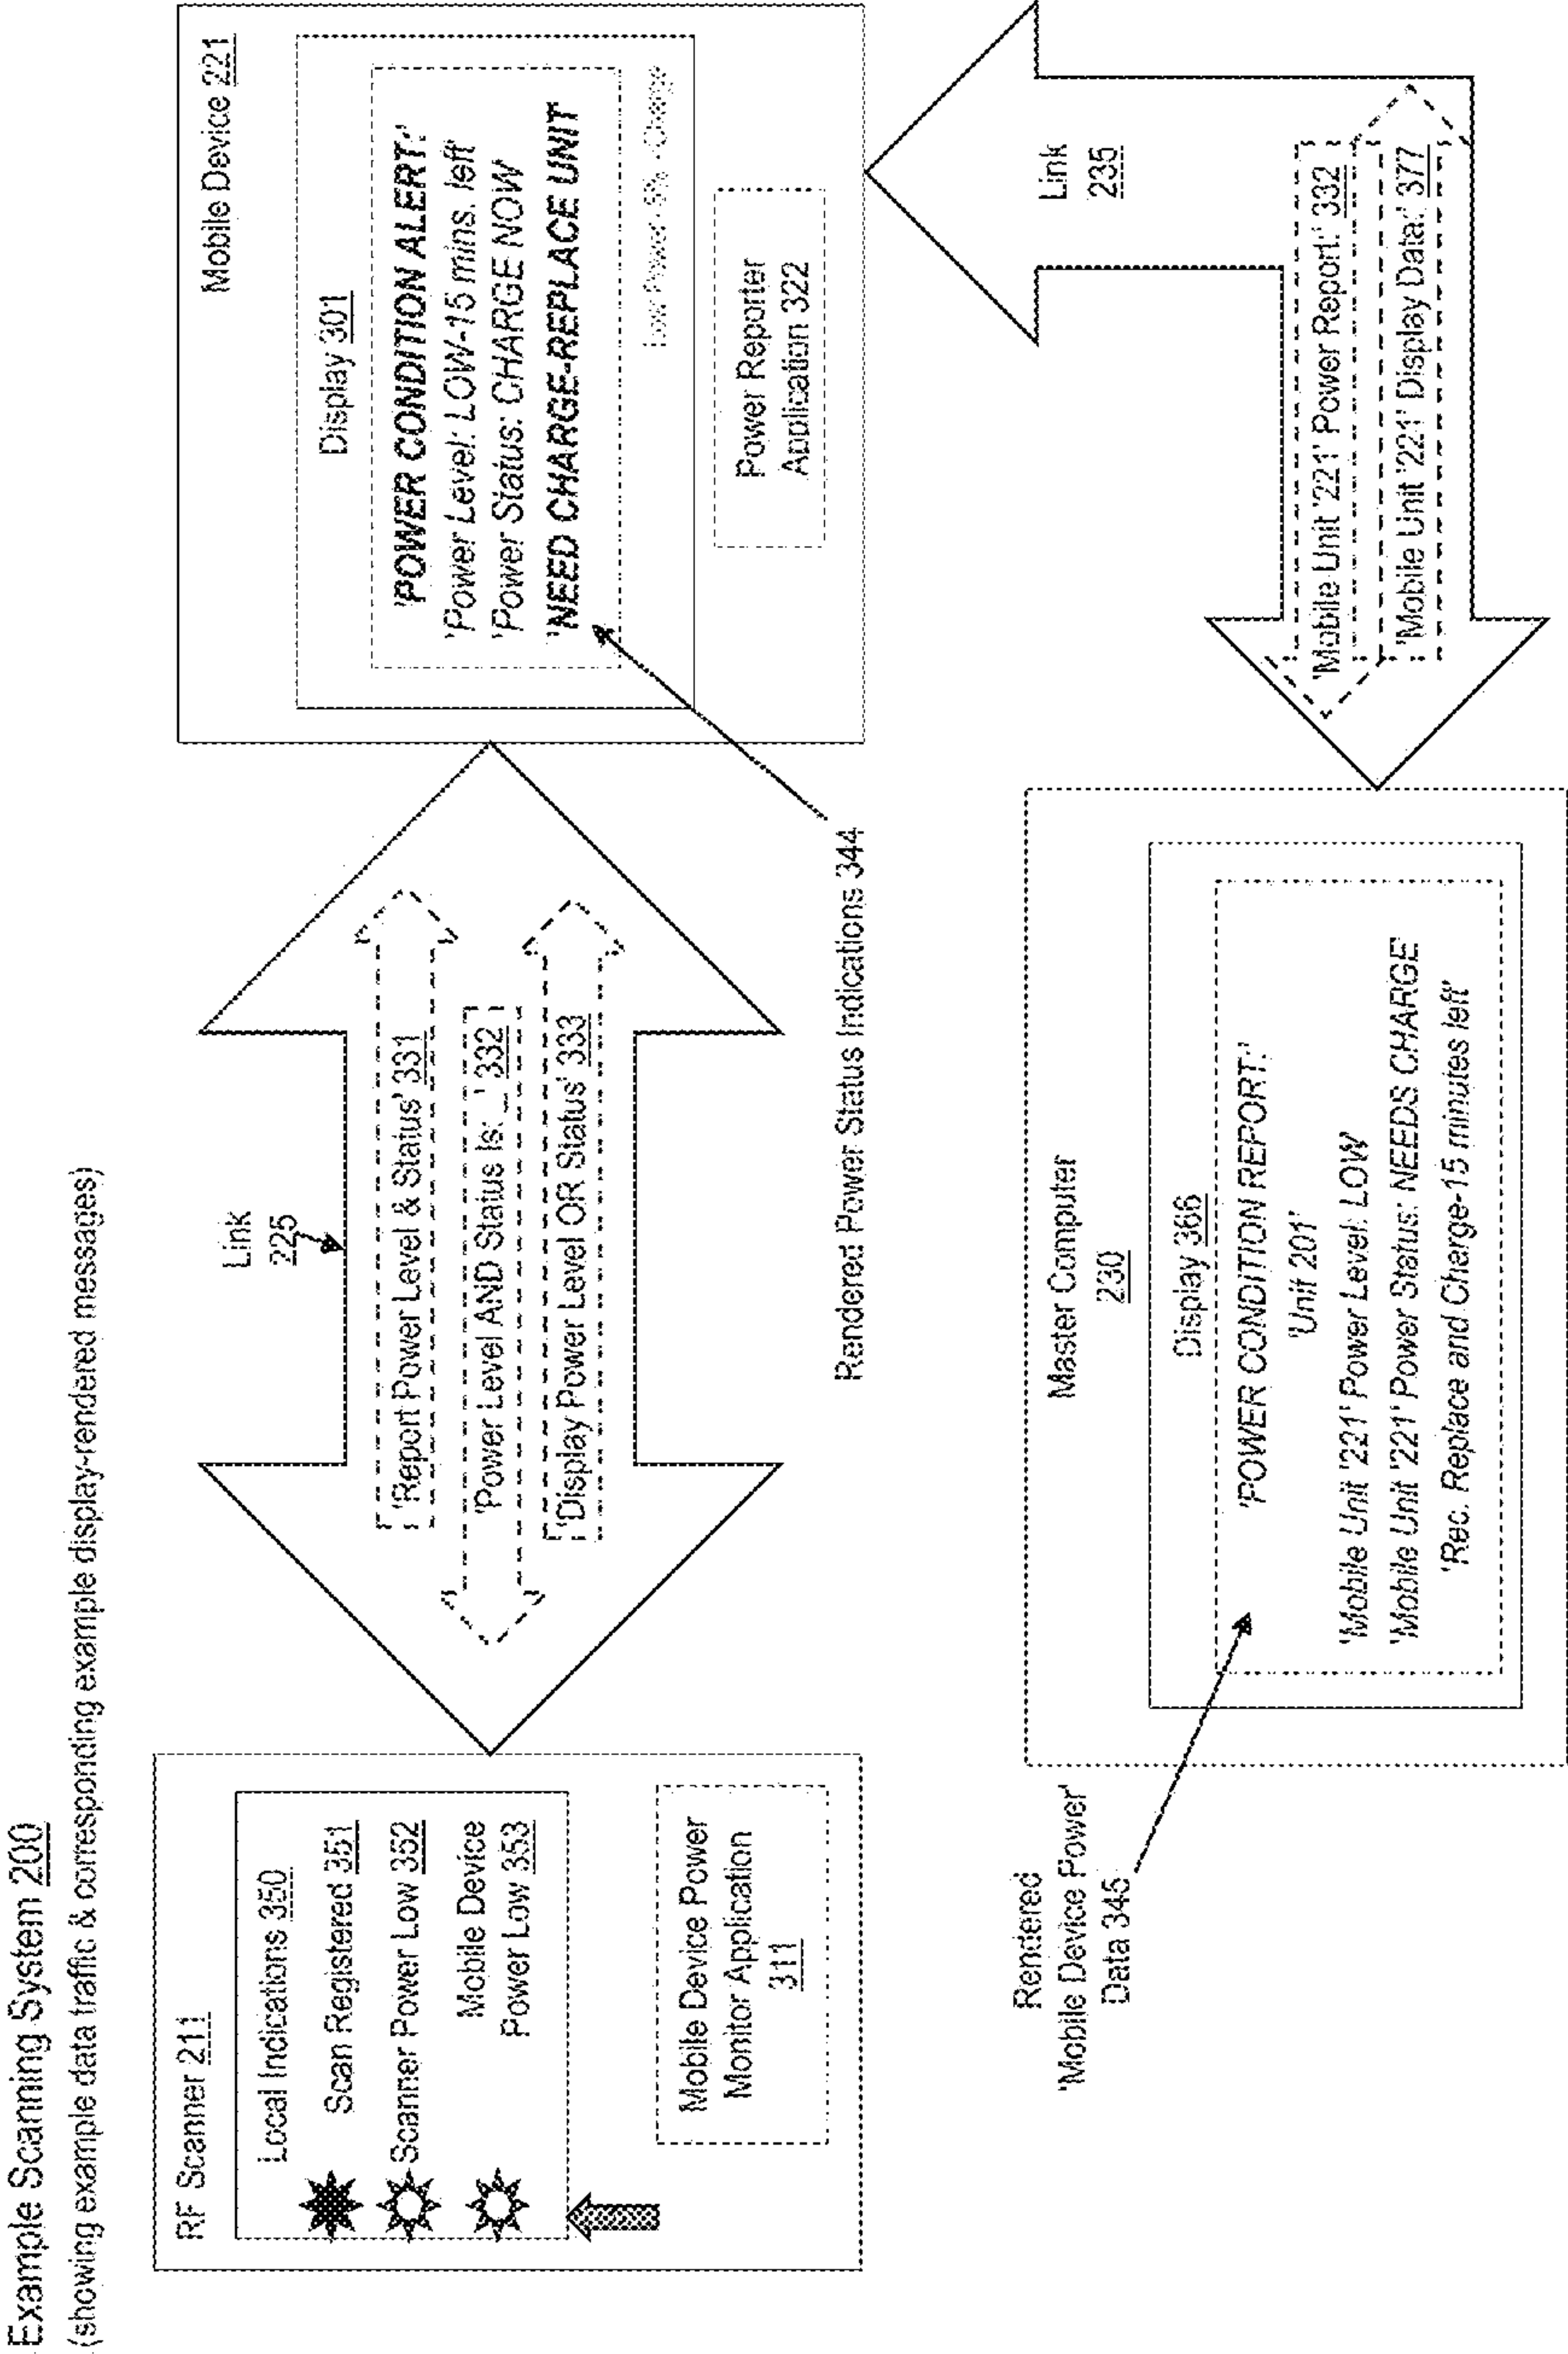 Example Scanning System 200
(showing example data traffic & corresponding example display-rendered messages)
RF Scanner 211
Local Indications 350
Scan Registered 351
Scanner Power Low 352
Mobile Device
Power Low 353
Mobile Device Power
Monitor Application
311
Link
225
'Report Power Level & Status' 331
'Power Level AND Status Is:_' 332
'Display Power Level OR Status' 333
Mobile Device 221
Display 301
'POWER CONDITION ALERT:'
'Power Level: LOW-15 mins. left'
'Power Status: CHARGE NOW
'NEED CHARGE-REPLACE UNIT
Low Power -5% - Charge
Power Reporter
Application 322
Rendered Power Status Indications 344
Rendered
'Mobile Device Power'
Data 345
Master Computer
230
Display 366
'POWER CONDITION REPORT:'
'Unit 201'
'Mobile Unit '221' Power Level: LOW
'Mobile Unit '221' Power Status: NEEDS CHARGE
'Rec. Replace and Charge-15 minutes left'
Link
235
'Mobile Unit '221' Power Report:' 332
'Mobile Unit '221' Display Data:' 377